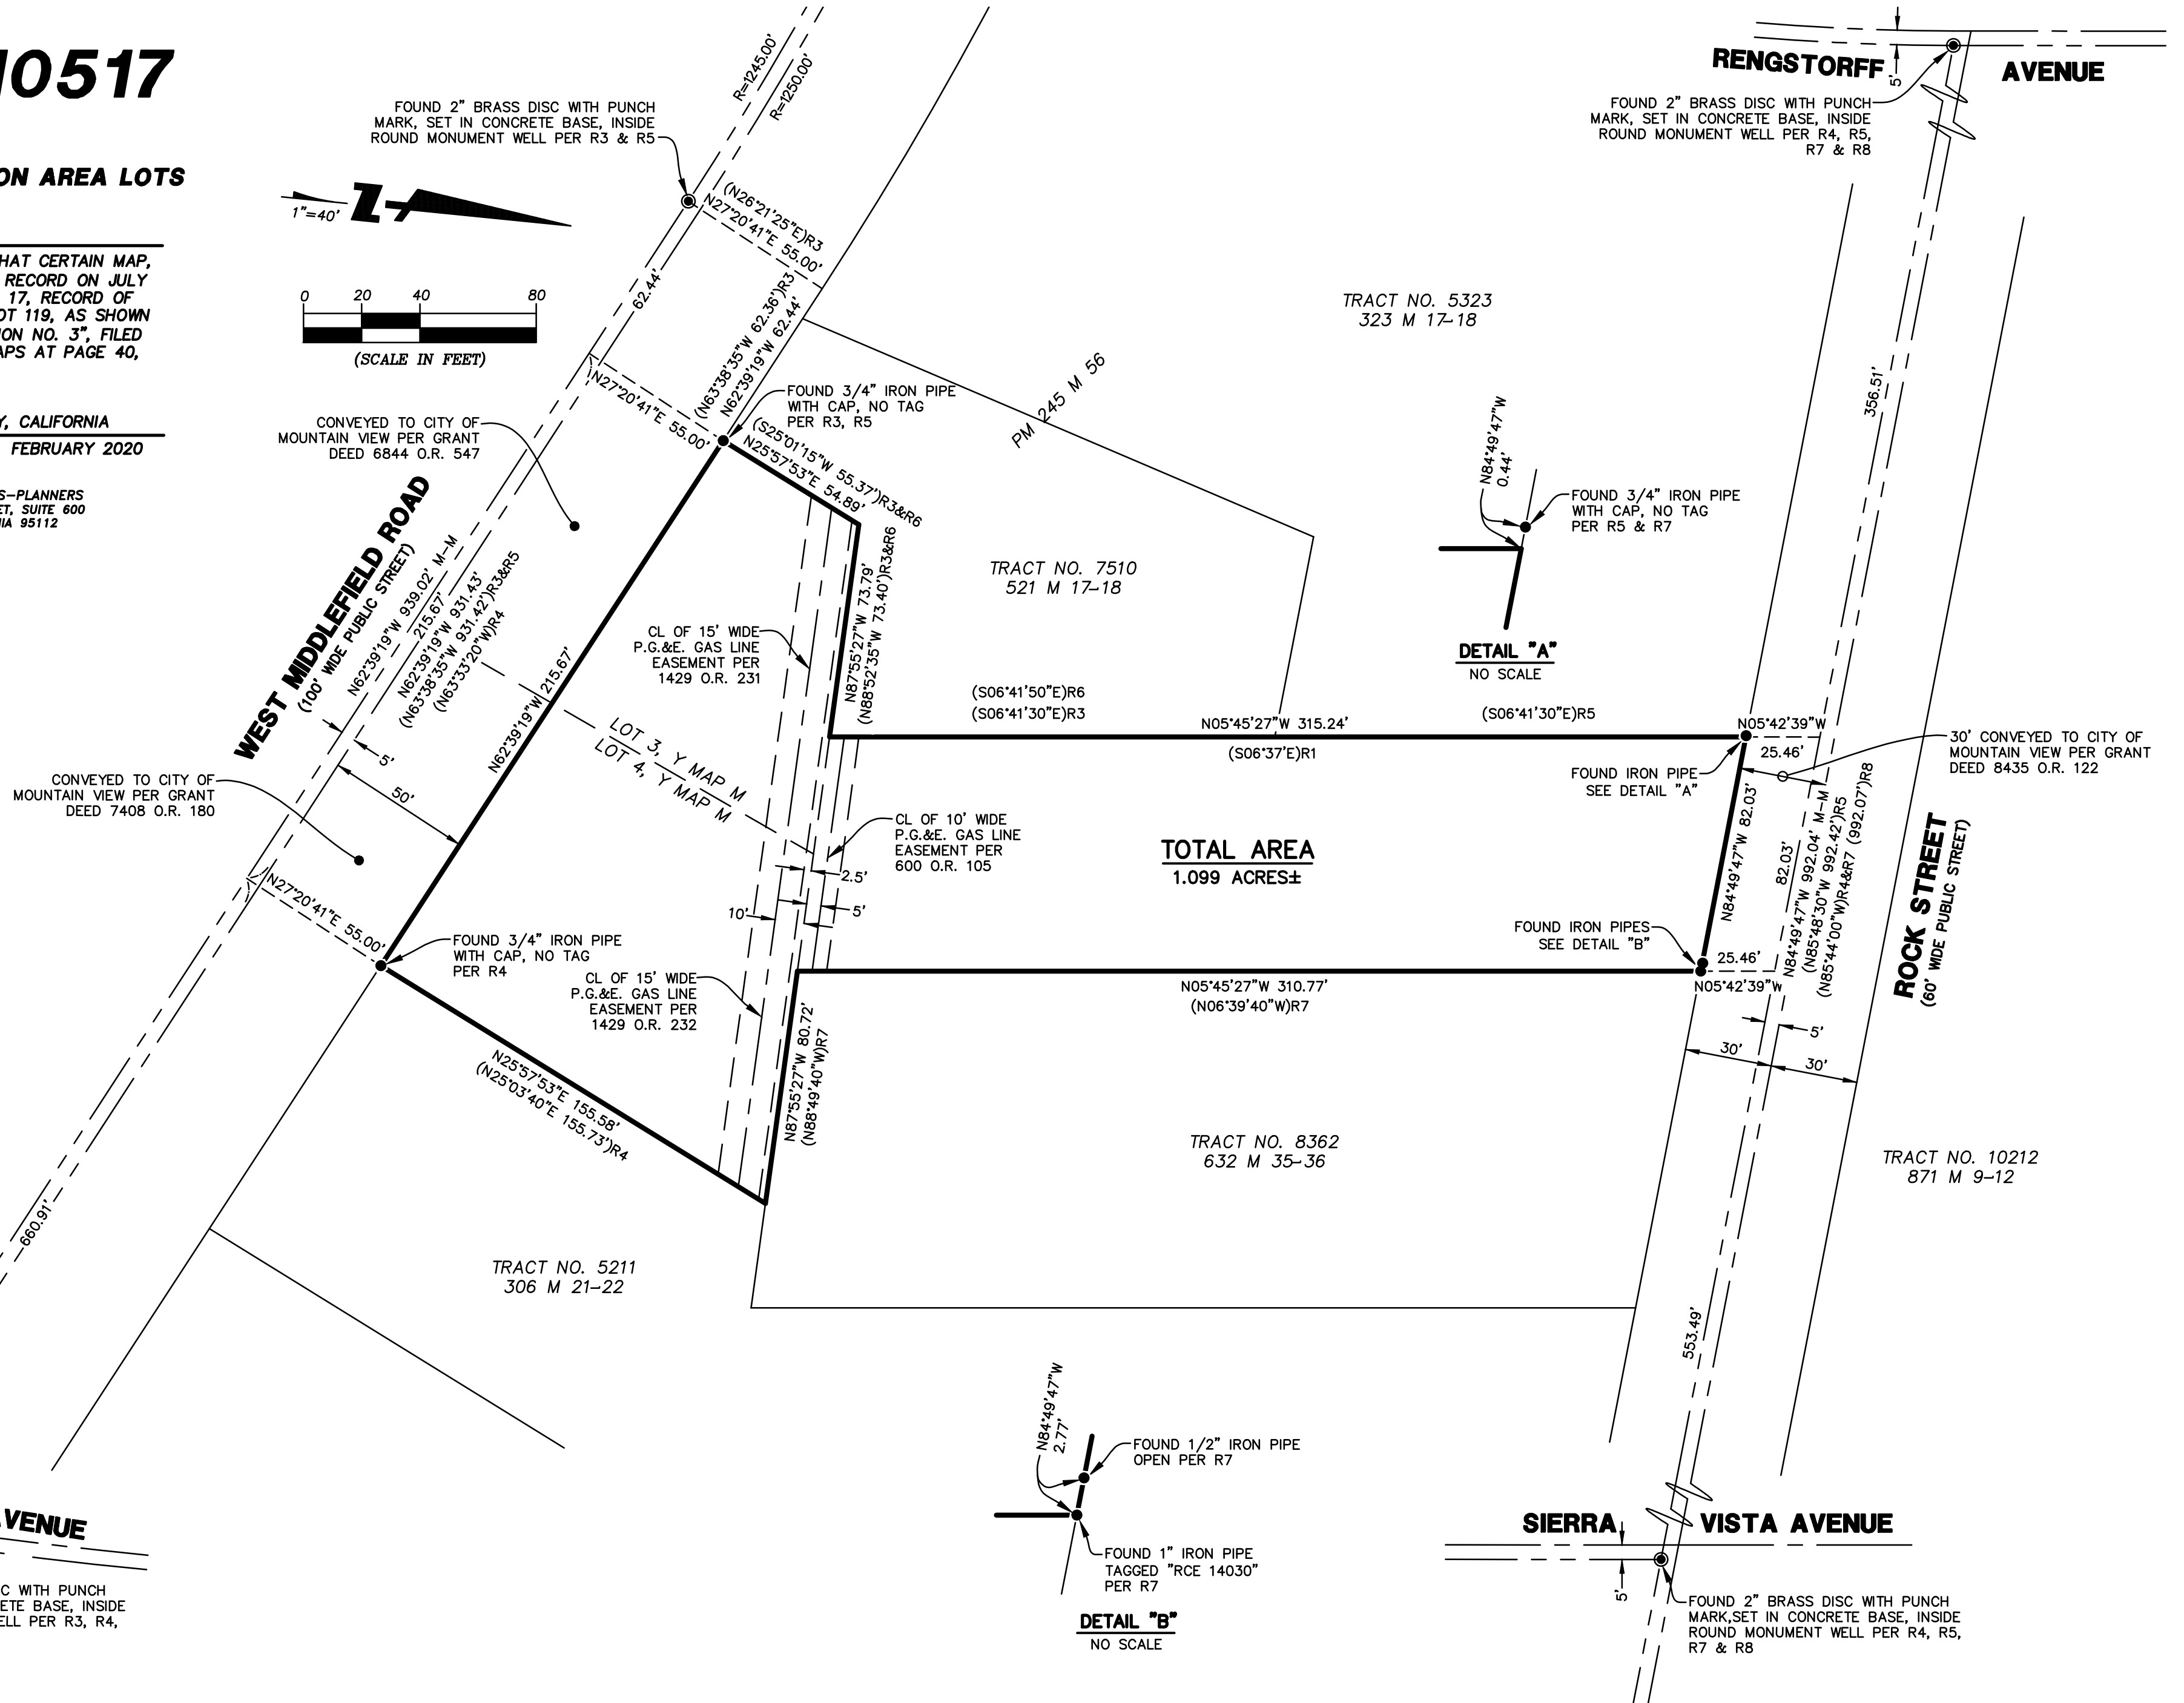 10517
ON AREA LOTS
HAT CERTAIN MAP,
RECORD ON JULY
17, RECORD OF
OT 119, AS SHOWN
ION NO. 3", FILED
APS AT PAGE 40,
Y, CALIFORNIA
FEBRUARY 2020
S-PLANNERS
ET, SUITE 600
IA 95112
1"=40'
0 20 40 80
(SCALE IN FEET)
FOUND 2" BRASS DISC WITH PUNCH
MARK, SET IN CONCRETE BASE, INSIDE
ROUND MONUMENT WELL PER R3 & R5
R=1245.00'
R=1250.00'
(N26°21'25"E)R3
N27°20'41"E 55.00'
62.44'
(N63°38'35"W 62.36')R3
N62°39'19"W 62.44'
N27°20'41"E 55.00'
FOUND 3/4" IRON PIPE
WITH CAP, NO TAG
PER R3, R5
(S25°01'15"W 55.37')R3&R6
N25°57'53"E 54.89'
CONVEYED TO CITY OF
MOUNTAIN VIEW PER GRANT
DEED 6844 O.R. 547
WEST MIDDLEFIELD ROAD
(100' WIDE PUBLIC STREET)
N62°39'19"W 939.02' M-M
215.67'
N62°39'19"W 931.43'
(N63°38'35"W 931.42')R3&R5
(N63°33'20"W)R4
5'
50'
N62°39'19"W 215.67'
CONVEYED TO CITY OF
MOUNTAIN VIEW PER GRANT
DEED 7408 O.R. 180
N27°20'41"E 55.00'
FOUND 3/4" IRON PIPE
WITH CAP, NO TAG
PER R4
660.91'
PM 245 M 56
TRACT NO. 5323
323 M 17-18
TRACT NO. 7510
521 M 17-18
CL OF 15' WIDE
P.G.&E. GAS LINE
EASEMENT PER
1429 O.R. 231
N87°55'27"W 73.79'
(N88°52'35"W 73.40')R3&R6
(S06°41'50"E)R6
(S06°41'30"E)R3
N05°45'27"W 315.24'
(S06°37'E)R1
(S06°41'30"E)R5
LOT 3, Y MAP M
LOT 4, Y MAP M
CL OF 10' WIDE
P.G.&E. GAS LINE
EASEMENT PER
600 O.R. 105
2.5'
5'
10'
TOTAL AREA
1.099 ACRES±
CL OF 15' WIDE
P.G.&E. GAS LINE
EASEMENT PER
1429 O.R. 232
N05°45'27"W 310.77'
(N06°39'40"W)R7
N87°55'27"W 80.72'
(N88°49'40"W)R7
N25°57'53"E 155.58'
(N25°03'40"E 155.73')R4
TRACT NO. 5211
306 M 21-22
TRACT NO. 8362
632 M 35-36
N84°49'47"W
0.44'
FOUND 3/4" IRON PIPE
WITH CAP, NO TAG
PER R5 & R7
DETAIL "A"
NO SCALE
RENGSTORFF AVENUE
5'
FOUND 2" BRASS DISC WITH PUNCH
MARK, SET IN CONCRETE BASE, INSIDE
ROUND MONUMENT WELL PER R4, R5,
R7 & R8
356.51'
N05°42'39"W
25.46'
FOUND IRON PIPE
SEE DETAIL "A"
30' CONVEYED TO CITY OF
MOUNTAIN VIEW PER GRANT
DEED 8435 O.R. 122
N84°49'47"W 82.03'
82.03'
N84°49'47"W 992.04' M-M
(N85°48'30"W 992.42')R5
(N85°44'00"W)R4&R7 (992.07')R8
ROCK STREET
(60' WIDE PUBLIC STREET)
FOUND IRON PIPES
SEE DETAIL "B"
25.46'
N05°42'39"W
5'
30'
30'
TRACT NO. 10212
871 M 9-12
553.49'
N84°49'47"W
2.77'
FOUND 1/2" IRON PIPE
OPEN PER R7
FOUND 1" IRON PIPE
TAGGED "RCE 14030"
PER R7
DETAIL "B"
NO SCALE
SIERRA VISTA AVENUE
5'
FOUND 2" BRASS DISC WITH PUNCH
MARK,SET IN CONCRETE BASE, INSIDE
ROUND MONUMENT WELL PER R4, R5,
R7 & R8
AVENUE
C WITH PUNCH
ETE BASE, INSIDE
ELL PER R3, R4,